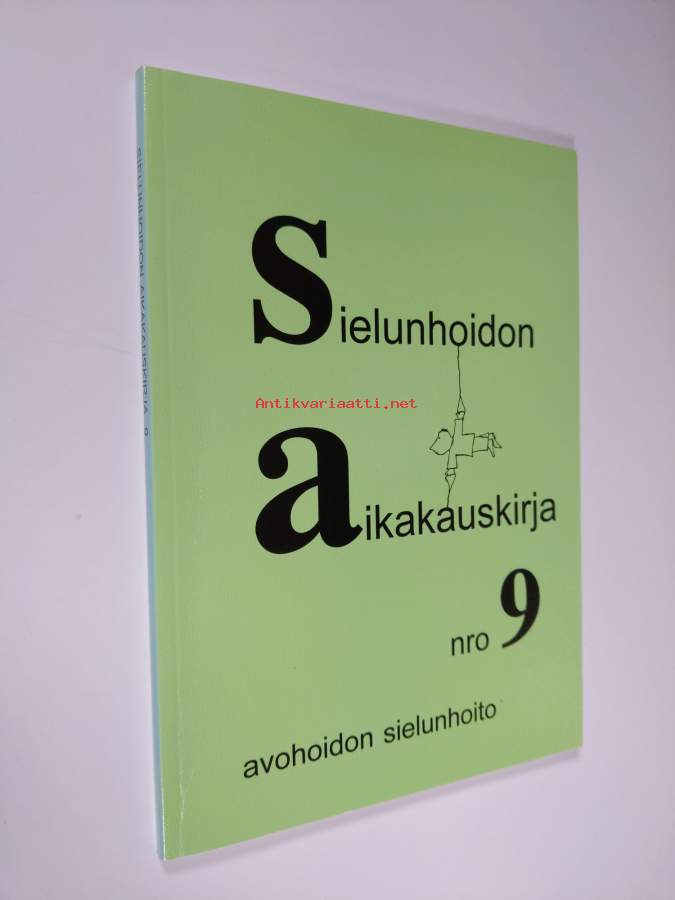 SIELUNHOIDON AIKAKAUSKIRJA 9
Sielunhoidon
Antikvariaatti.net
aikakauskirja
nro 9
avohoidon sielunhoito